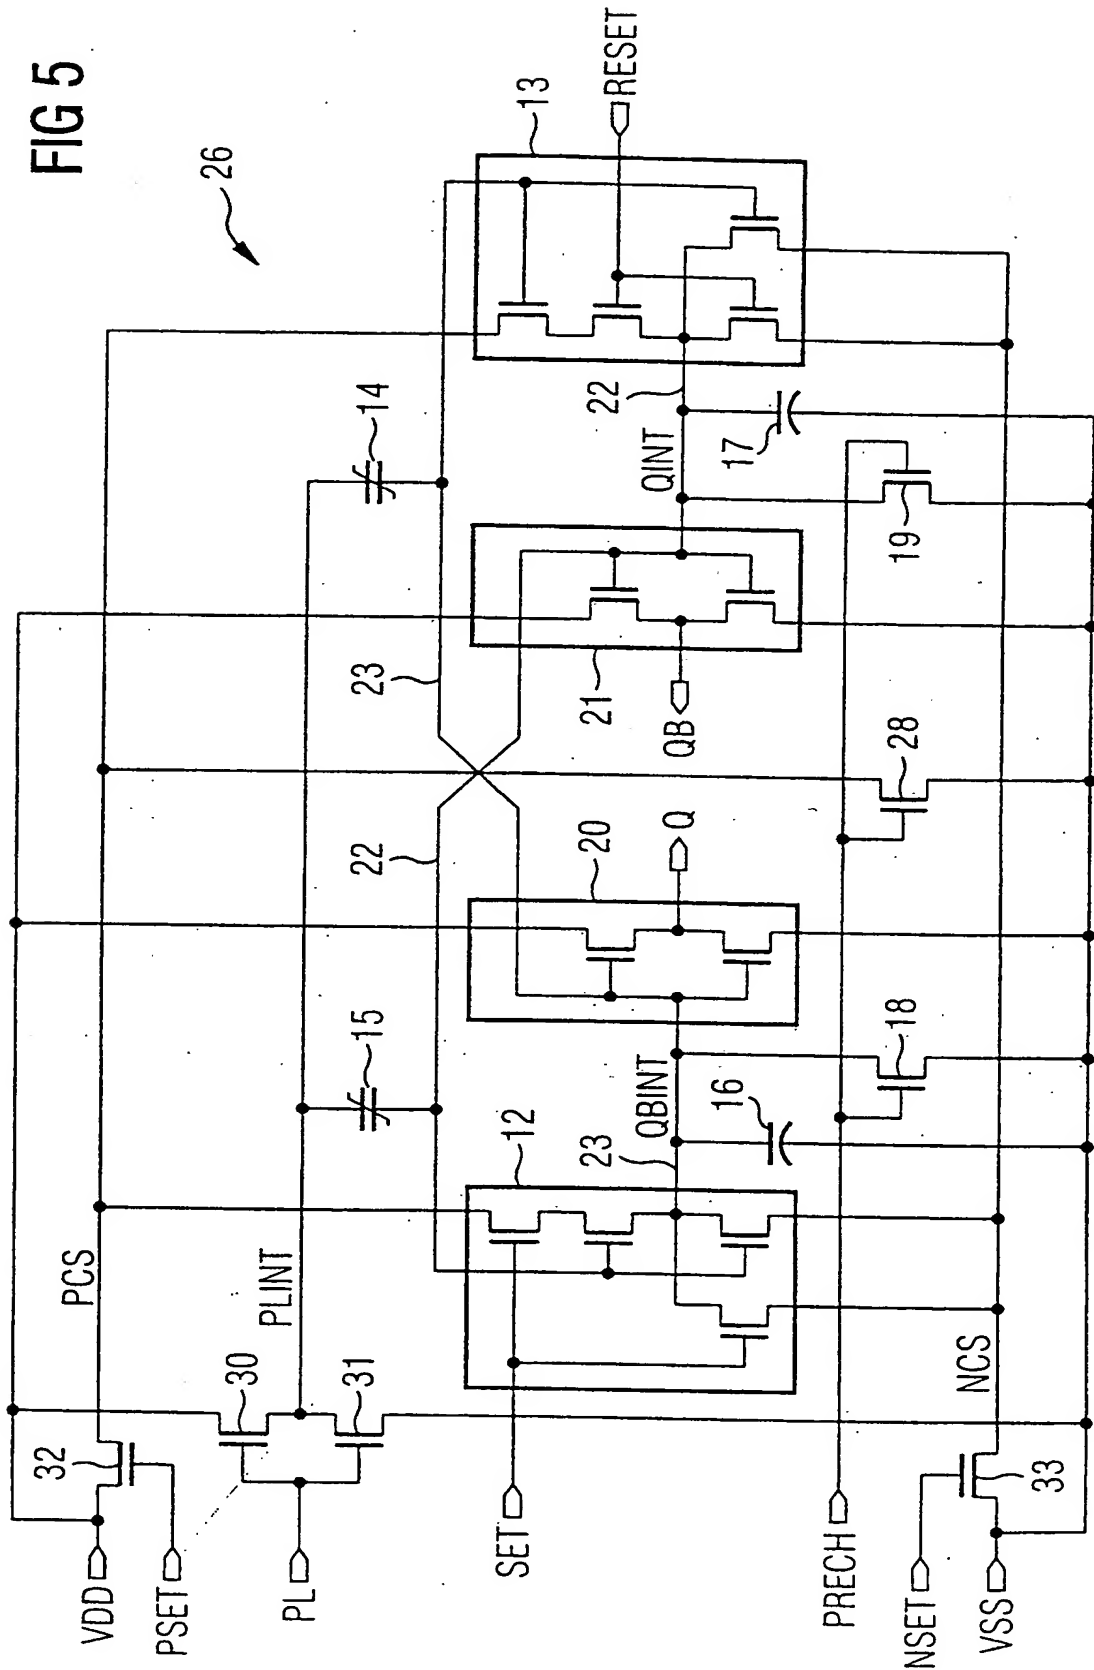 FIG 5
26
VDD
PSET
32
PCS
PL
30
31
PLINT
15
14
22
23
SET
12
23
QBINT
16
20
Q
QB
21
QINT
22
17
13
RESET
PRECH
18
28
19
NSET
VSS
33
NCS